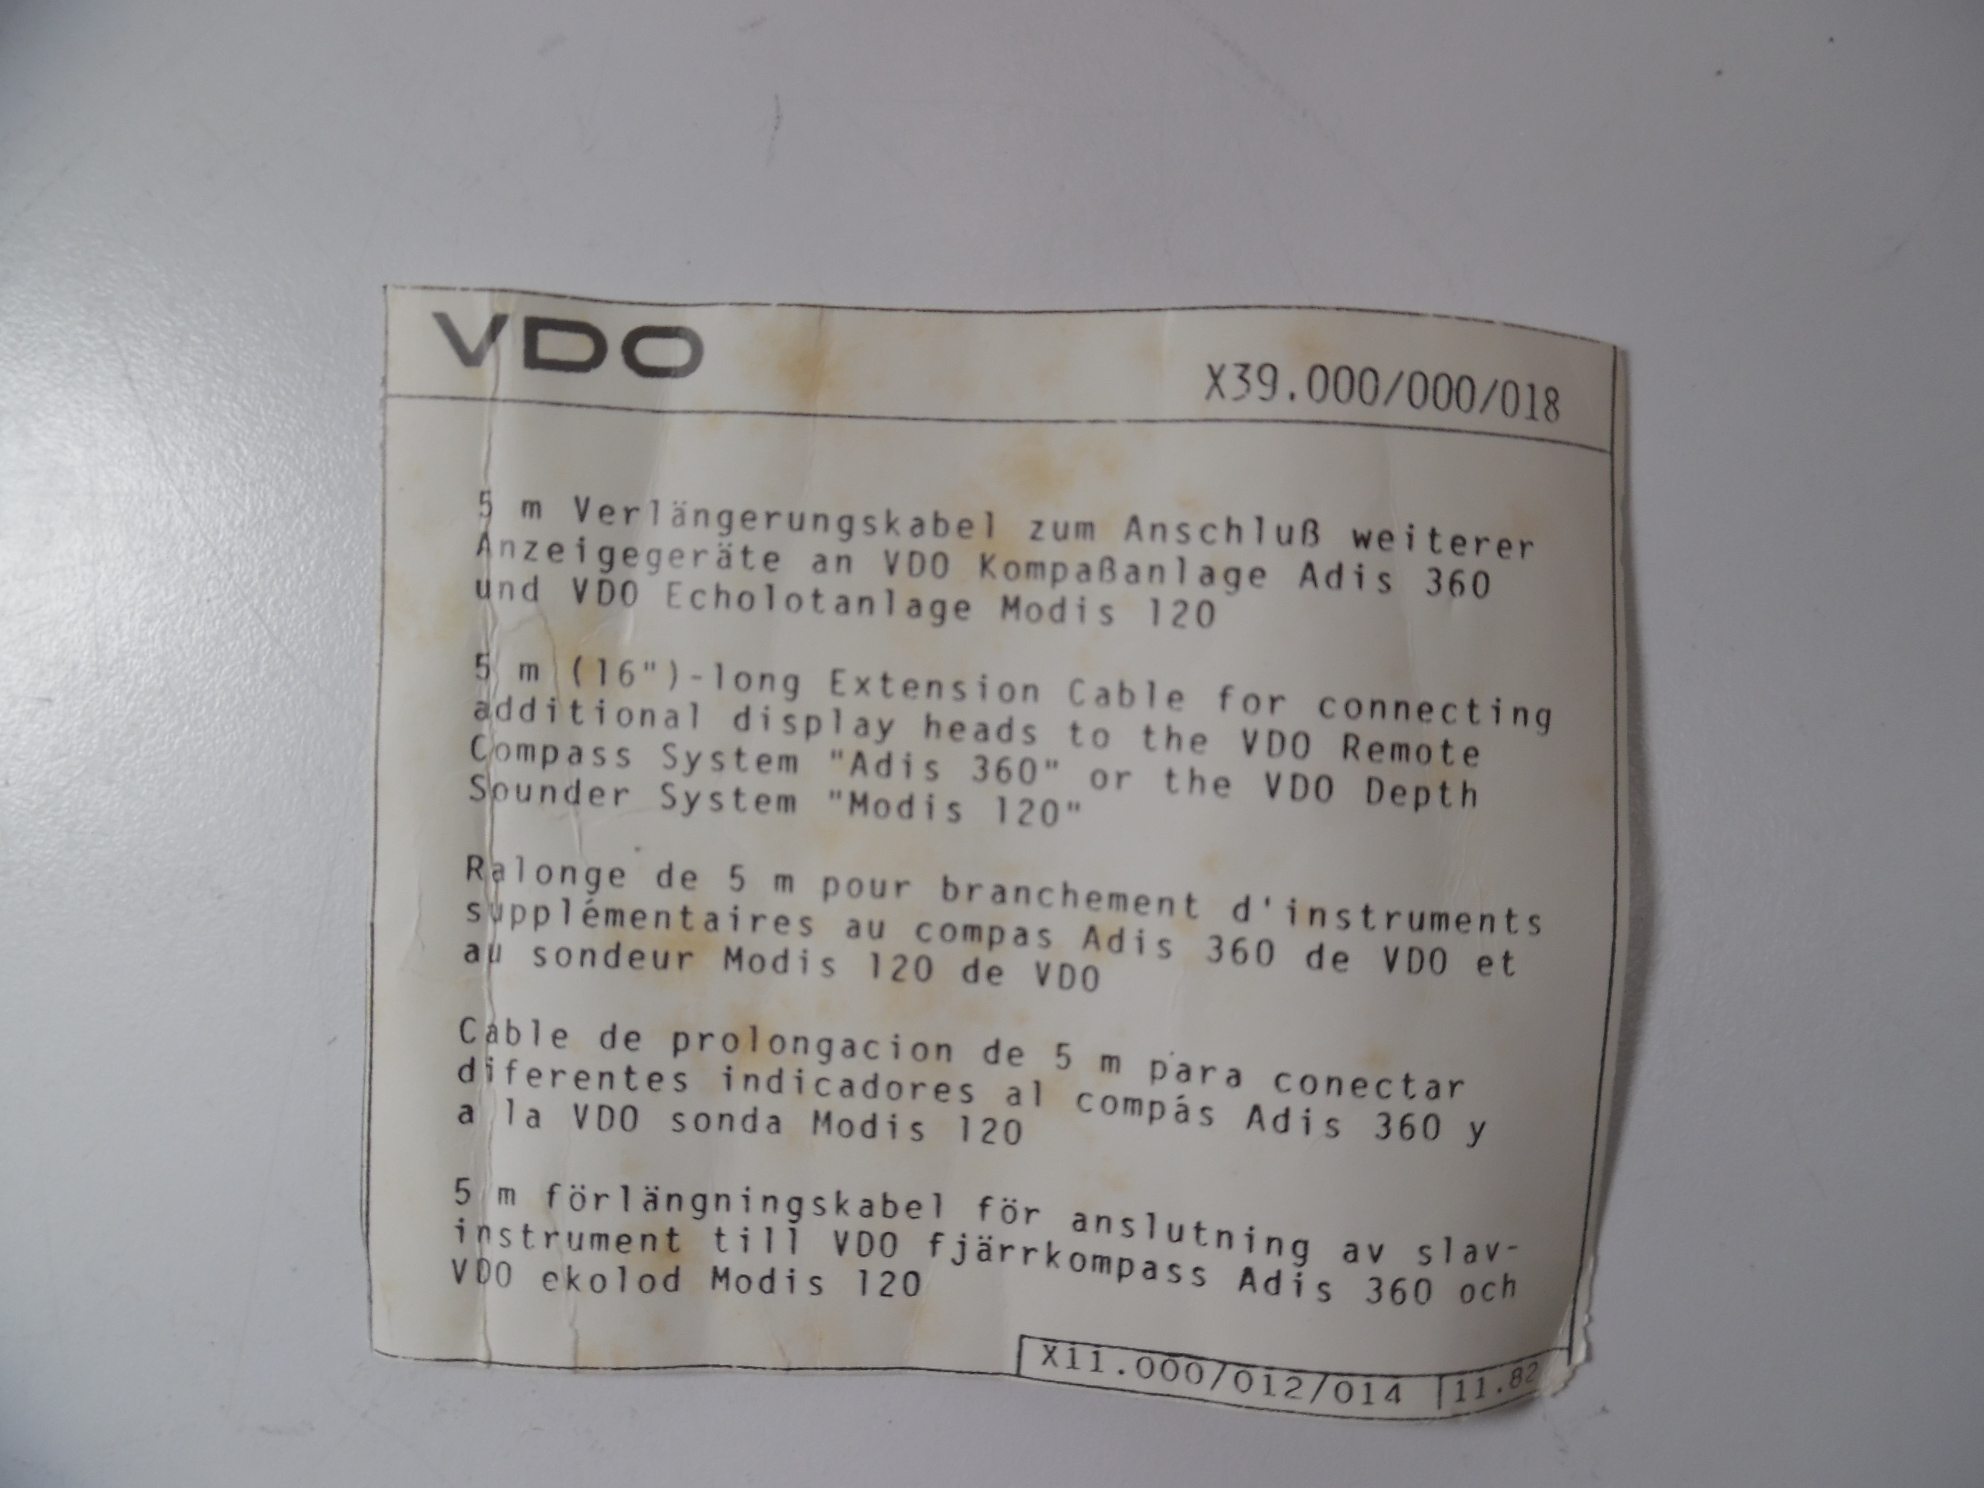 VDO
X39.000/000/018
5 m Verlängerungskabel zum Anschluß weiterer
Anzeigegeräte an VDO Kompaßanlage Adis 360
und VDO Echolotanlage Modis 120
5 m (16")-long Extension Cable for connecting
additional display heads to the VDO Remote
Compass System "Adis 360" or the VDO Depth
Sounder System "Modis 120"
Ralonge de 5 m pour branchement d'instruments
supplémentaires au compas Adis 360 de VDO et
au sondeur Modis 120 de VDO
Cable de prolongacion de 5 m para conectar
diferentes indicadores al compás Adis 360 y
a la VDO sonda Modis 120
5 m förlängningskabel för anslutning av slav-
instrument till VDO fjärrkompass Adis 360 och
VDO ekolod Modis 120
X11.000/012/014 11.82